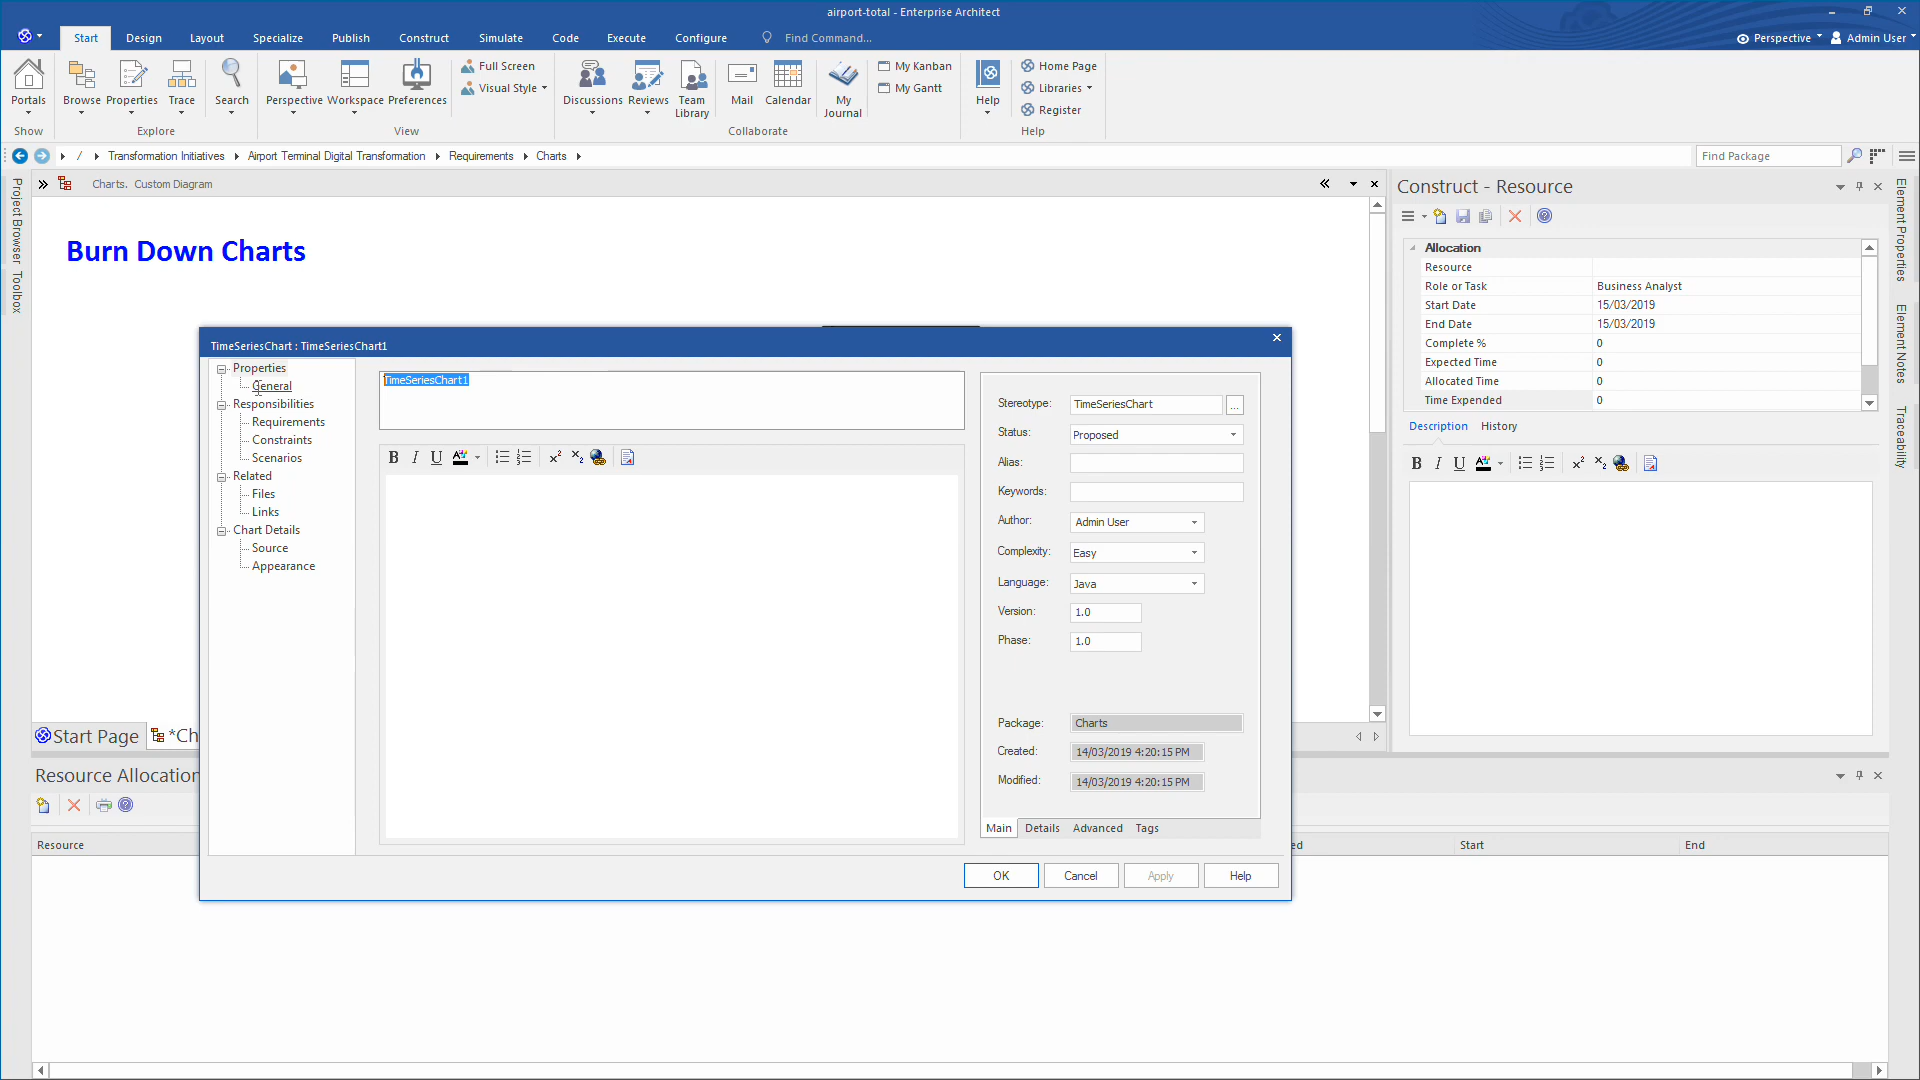 airport-total - Enterprise Architect
Start Design Layout Specialize Publish Construct Simulate Code Execute Configure Find Command... Perspective Admin User
Portals Browse Properties Trace Search Perspective Workspace Preferences Full Screen Visual Style Discussions Reviews Team Library Mail Calendar My Journal My Kanban My Gantt Help Home Page Libraries Register
Show Explore View Collaborate Help
/ Transformation Initiatives Airport Terminal Digital Transformation Requirements Charts Find Package
Project Browser
Toolbox
Charts. Custom Diagram
Burn Down Charts
TimeSeriesChart : TimeSeriesChart1
Properties
General
Responsibilities
Requirements
Constraints
Scenarios
Related
Files
Links
Chart Details
Source
Appearance
TimeSeriesChart1
B I U A x² x₂
Stereotype: TimeSeriesChart ...
Status: Proposed
Alias:
Keywords:
Author: Admin User
Complexity: Easy
Language: Java
Version: 1.0
Phase: 1.0
Package: Charts
Created: 14/03/2019 4:20:15 PM
Modified: 14/03/2019 4:20:15 PM
Main Details Advanced Tags
OK Cancel Apply Help
Construct - Resource
Allocation
Resource
Role or Task Business Analyst
Start Date 15/03/2019
End Date 15/03/2019
Complete % 0
Expected Time 0
Allocated Time 0
Time Expended 0
Description History
B I U A x² x₂
Element Properties
Element Notes
Traceability
Start Page *Ch
Resource Allocation
Resource ed Start End